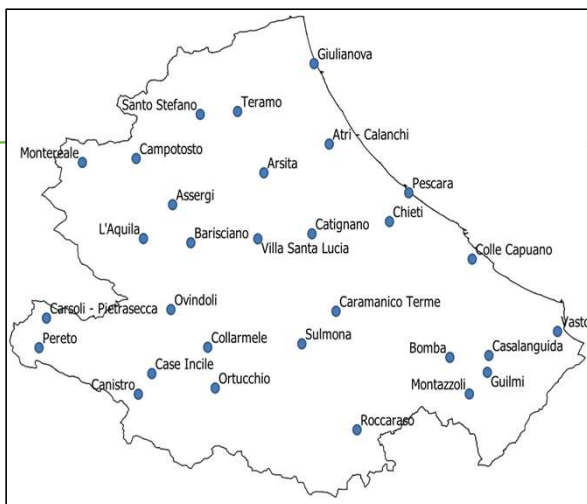 Giulianova
Santo Stefano
Teramo
Atri - Calanchi
Montereale
Campotosto
Arsita
Pescara
Assergi
Chieti
L'Aquila
Barisciano
Villa Santa Lucia
Catignano
Colle Capuano
Carsoli - Pietrasecca
Ovindoli
Caramanico Terme
Vasto
Pereto
Collarmele
Sulmona
Bomba
Casalanguida
Case Incile
Canistro
Ortucchio
Montazzoli
Guilmi
Roccaraso